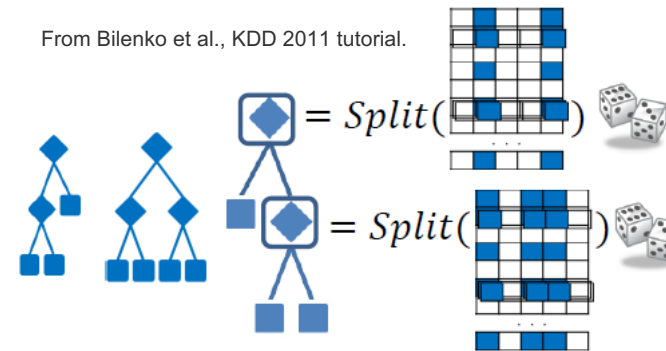 From Bilenko et al., KDD 2011 tutorial.
= Split( )
. . .
= Split( )
. . .